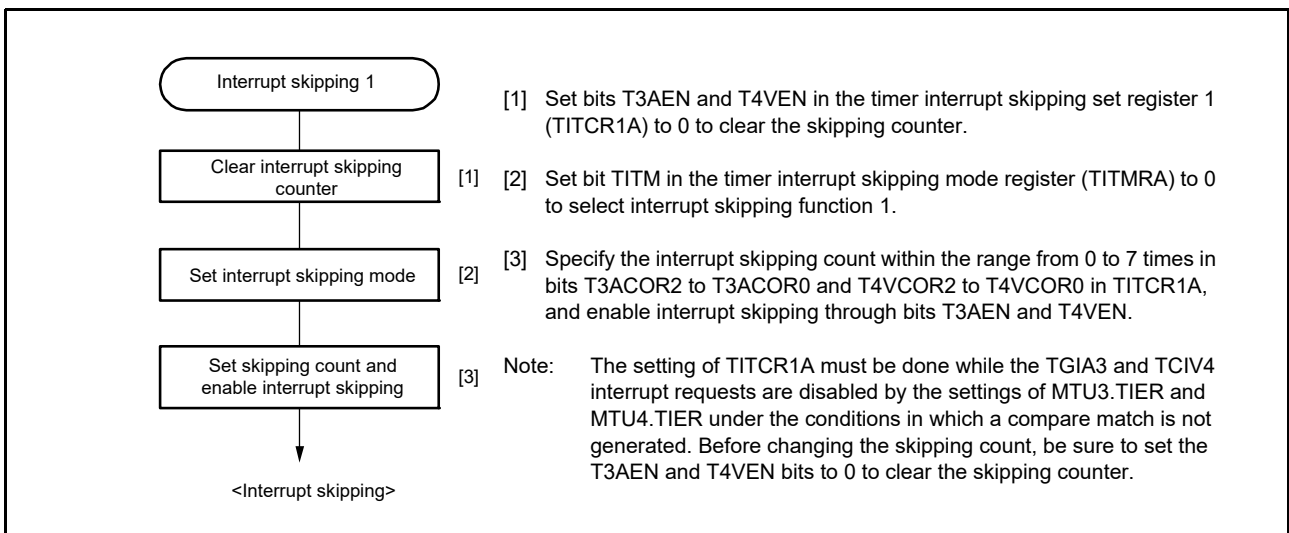 Interrupt skipping 1
Clear interrupt skipping
counter
[1]
Set interrupt skipping mode
[2]
Set skipping count and
enable interrupt skipping
[3]
<Interrupt skipping>
[1] Set bits T3AEN and T4VEN in the timer interrupt skipping set register 1
(TITCR1A) to 0 to clear the skipping counter.
[2] Set bit TITM in the timer interrupt skipping mode register (TITMRA) to 0
to select interrupt skipping function 1.
[3] Specify the interrupt skipping count within the range from 0 to 7 times in
bits T3ACOR2 to T3ACOR0 and T4VCOR2 to T4VCOR0 in TITCR1A,
and enable interrupt skipping through bits T3AEN and T4VEN.
Note: The setting of TITCR1A must be done while the TGIA3 and TCIV4
interrupt requests are disabled by the settings of MTU3.TIER and
MTU4.TIER under the conditions in which a compare match is not
generated. Before changing the skipping count, be sure to set the
T3AEN and T4VEN bits to 0 to clear the skipping counter.